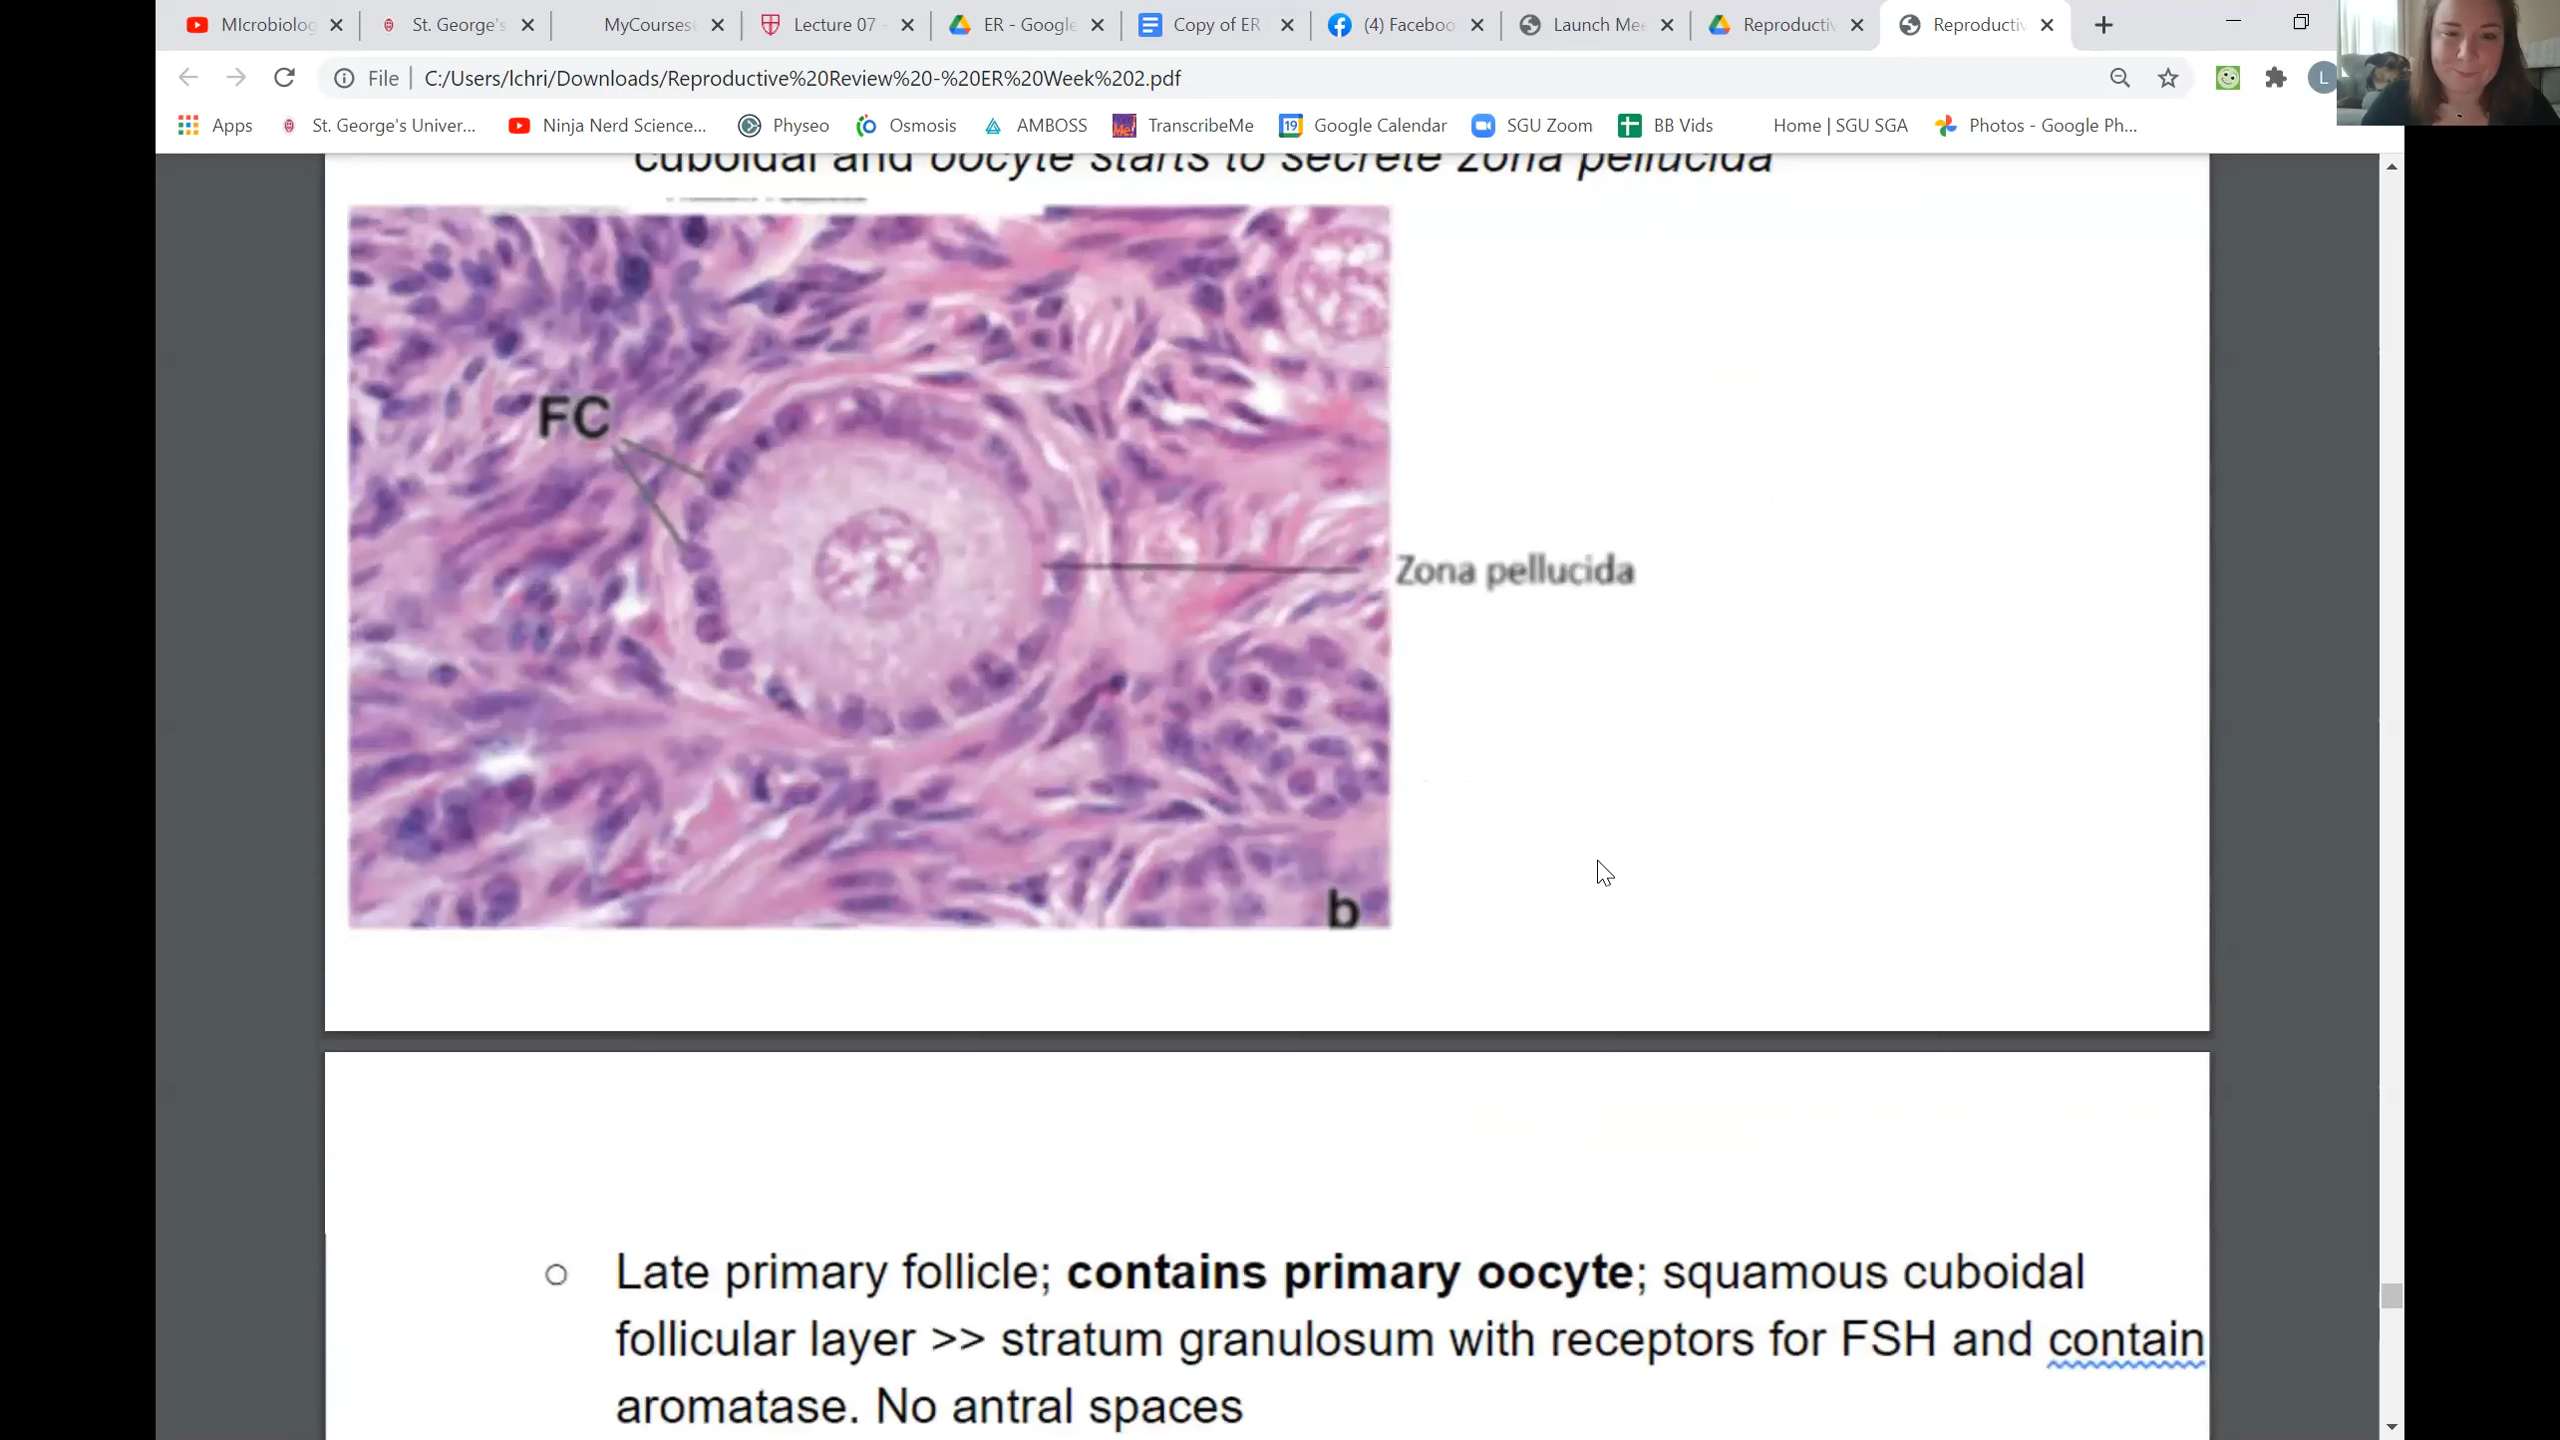 MIcrobiolog
St. George's
MyCourses
Lecture 07 -
ER - Google
Copy of ER
(4) Faceboo
Launch Mee
Reproductiv
Reproductiv
File C:/Users/lchri/Downloads/Reproductive%20Review%20-%20ER%20Week%202.pdf
L
Apps
St. George's Univer...
Ninja Nerd Science...
Physeo
Osmosis
AMBOSS
TranscribeMe
19
Google Calendar
SGU Zoom
BB Vids
Home | SGU SGA
Photos - Google Ph...
cuboidal and oocyte starts to secrete zona pellucida
FC
Zona pellucida
b
○ Late primary follicle; contains primary oocyte; squamous cuboidal
follicular layer >> stratum granulosum with receptors for FSH and contain
aromatase. No antral spaces